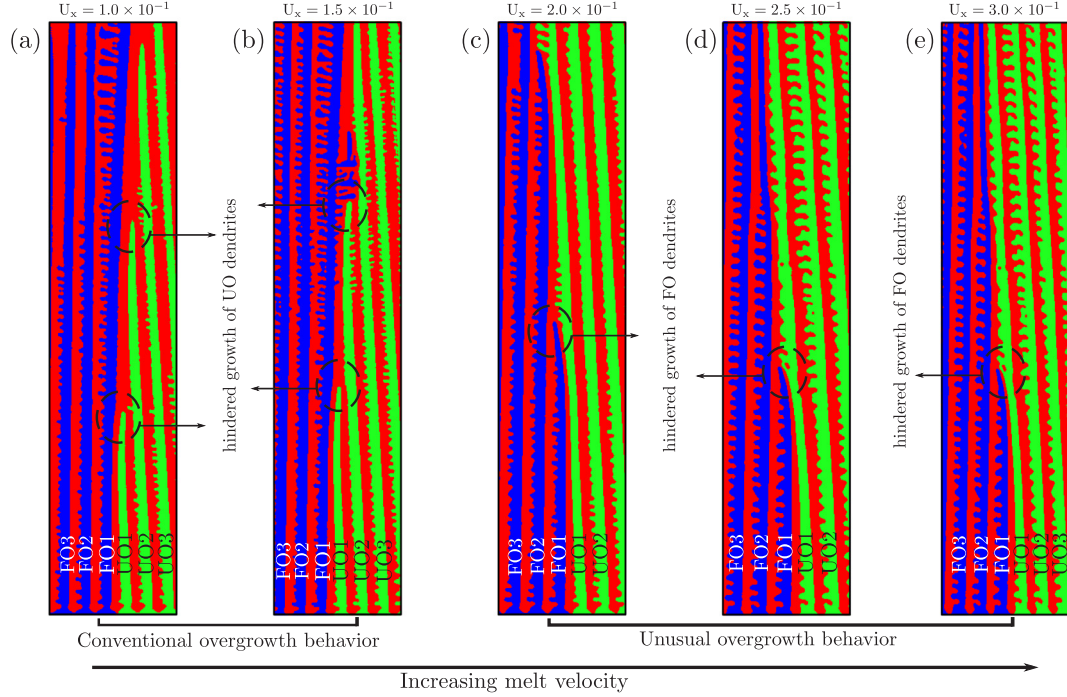 U_x = 1.0 × 10⁻¹
U_x = 1.5 × 10⁻¹
U_x = 2.0 × 10⁻¹
U_x = 2.5 × 10⁻¹
U_x = 3.0 × 10⁻¹
(a)
(b)
(c)
(d)
(e)
hindered growth of UO dendrites
hindered growth of FO dendrites
hindered growth of FO dendrites
FO3
FO2
FO1
UO1
UO2
UO3
FO3
FO2
FO1
UO1
UO2
UO3
FO3
FO2
FO1
UO1
UO2
FO3
FO2
FO1
UO1
UO2
FO3
FO2
FO1
UO1
UO2
UO3
Conventional overgrowth behavior
Unusual overgrowth behavior
Increasing melt velocity